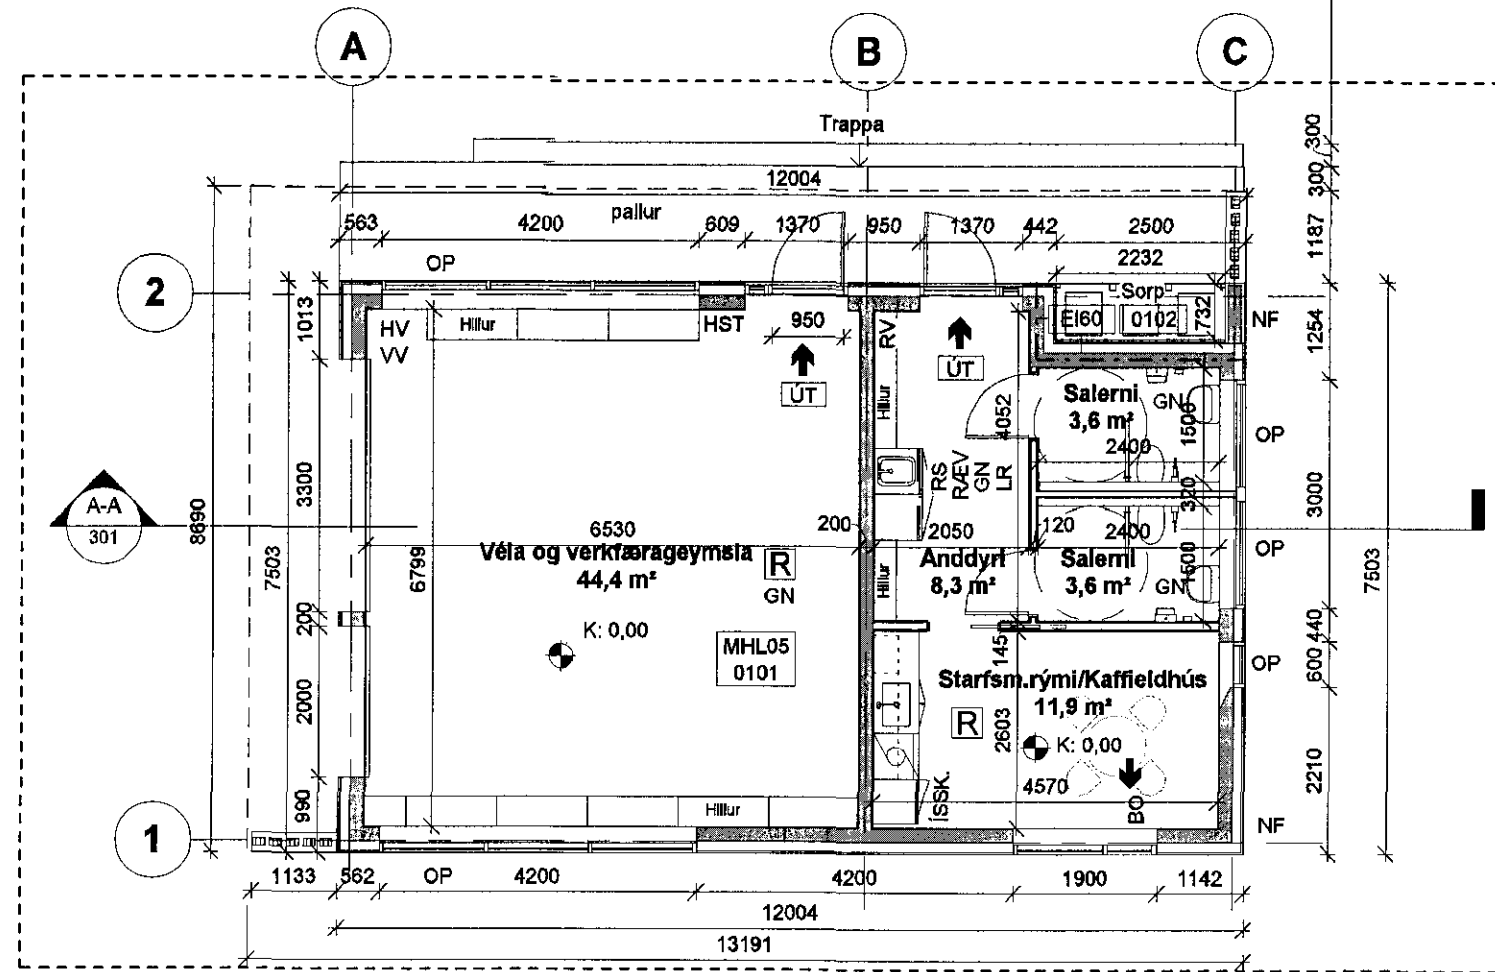 A
B
C
Trappa
300
12004
300
563
4200
pallur
609
1370
950
1370
442
2500
1187
OP
2232
2
1013
HV
VV
Hillur
HST
950
RV
Sorp
EI60
0102
732
NF
1254
ÚT
ÚT
Hillur
4052
Salerni
3,6 m²
GN
1500
OP
2400
A-A
301
8690
7503
3300
6799
RS
RÆV
GN
LR
320
3000
6530
200
2050
120
2400
OP
Véla og verkfærageymsla
44,4 m²
R
GN
Anddyri
8,3 m²
Hillur
Salerni
3,6 m²
GN
1500
7503
200
K: 0,00
MHL05
0101
145
440
600
OP
Starfsm.rými/Kaffieldhús
11,9 m²
2000
R
2603
K: 0,00
2210
990
Hillur
ÍSSK.
4570
BO
1
NF
1133
562
OP
4200
4200
1900
1142
12004
13191